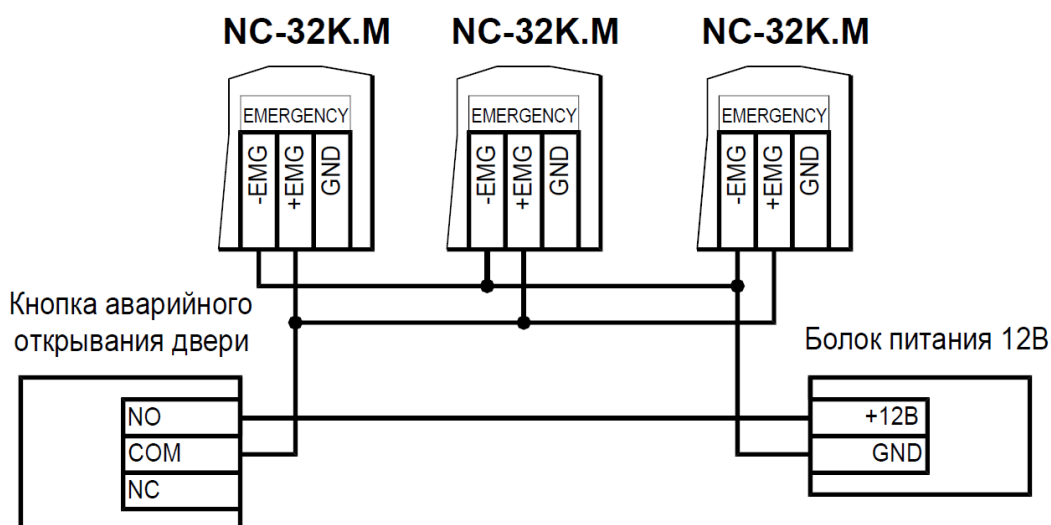 NC-32K.M NC-32K.M NC-32K.M
EMERGENCY EMERGENCY EMERGENCY
-EMG +EMG GND -EMG +EMG GND -EMG +EMG GND
Кнопка аварийного
открывания двери
Болок питания 12В
NO
COM
NC
+12В
GND